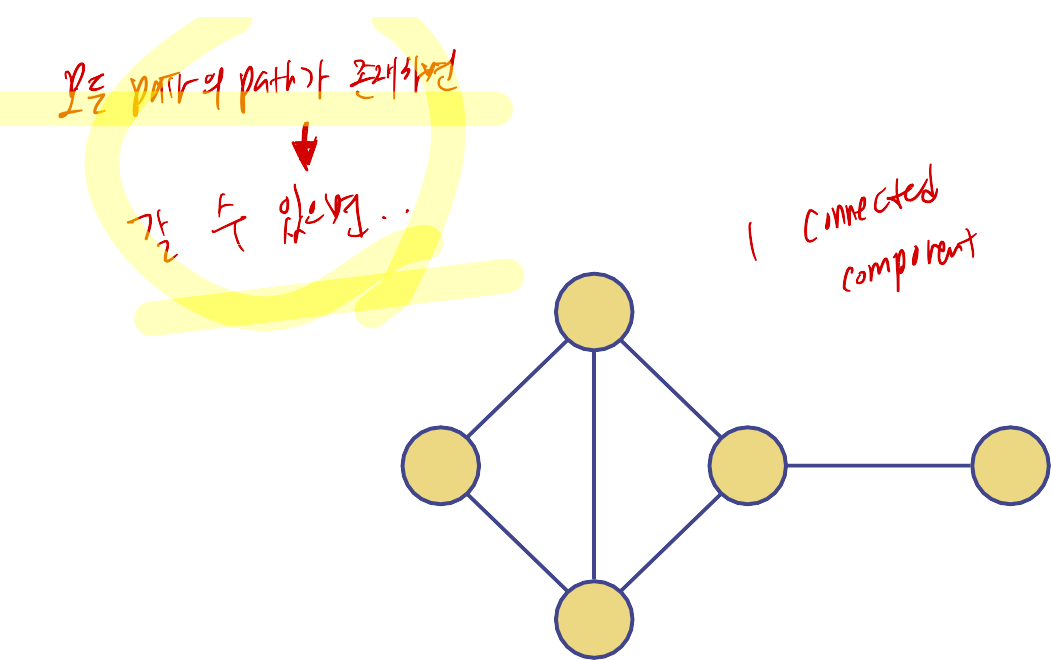 모든 pair의 path가 존재하면
갈 수 있으면..
1 connected
component